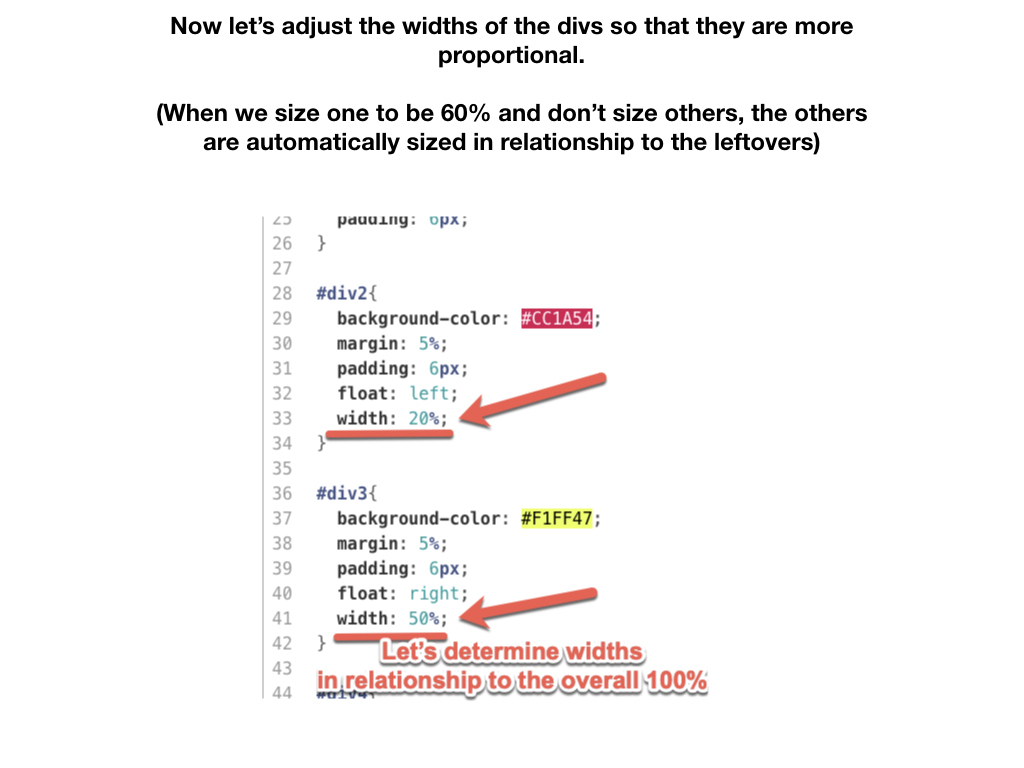 Now let’s adjust the widths of the divs so that they are more
proportional.
(When we size one to be 60% and don’t size others, the others
are automatically sized in relationship to the leftovers)
25 padding: 6px;
26 }
27
28 #div2{
29 background-color: #CC1A54;
30 margin: 5%;
31 padding: 6px;
32 float: left;
33 width: 20%;
34 }
35
36 #div3{
37 background-color: #F1FF47;
38 margin: 5%;
39 padding: 6px;
40 float: right;
41 width: 50%;
42 }
Let’s determine widths
43
in relationship to the overall 100%
44 #div4{